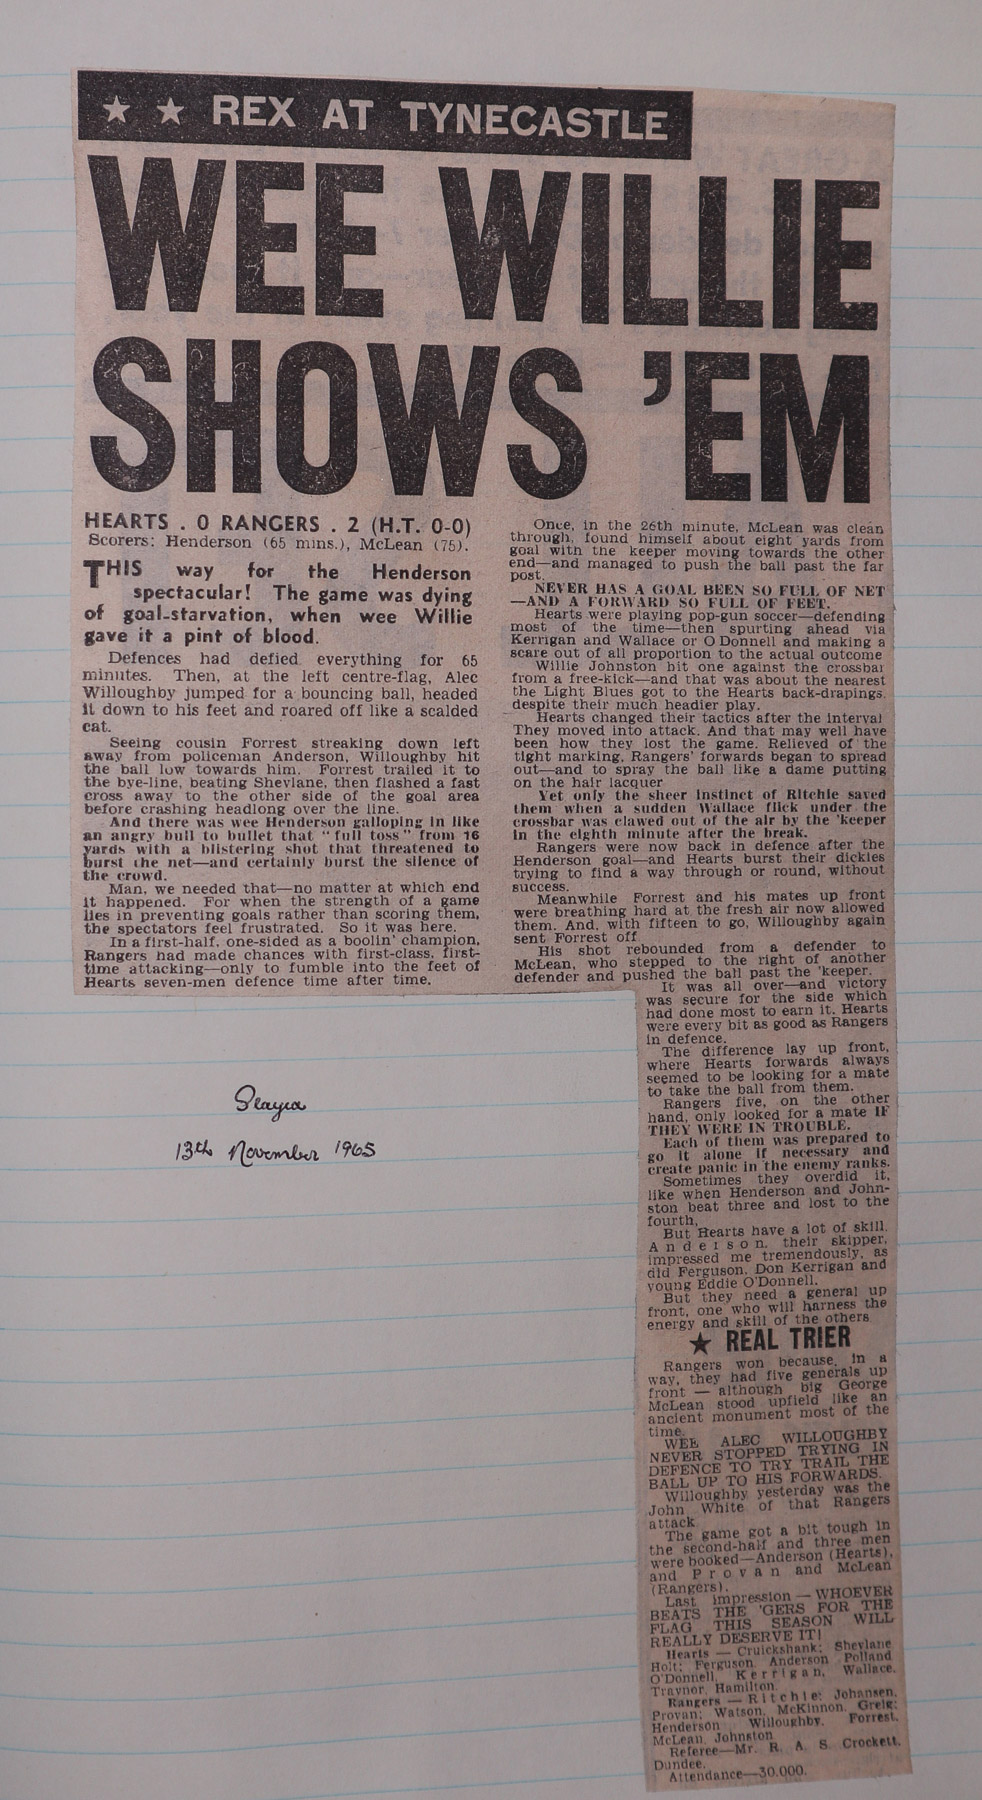 ★ ★ REX AT TYNECASTLE
WEE WILLIE
SHOWS 'EM
HEARTS . 0 RANGERS . 2 (H.T. 0-0)
Scorers: Henderson (65 mins.), McLean (75).
THIS way for the Henderson
spectacular! The game was dying
of goal-starvation, when wee Willie
gave it a pint of blood.
Defences had defied everything for 65
minutes. Then, at the left centre-flag, Alec
Willoughby jumped for a bouncing ball, headed
it down to his feet and roared off like a scalded
cat.
Seeing cousin Forrest streaking down left
away from policeman Anderson, Willoughby hit
the ball low towards him. Forrest trailed it to
the bye-line, beating Shevlane, then flashed a fast
cross away to the other side of the goal area
before crashing headlong over the line.
And there was wee Henderson galloping in like
an angry bull to bullet that "full toss" from 16
yards with a blistering shot that threatened to
burst the net—and certainly burst the silence of
the crowd.
Man, we needed that—no matter at which end
it happened. For when the strength of a game
lies in preventing goals rather than scoring them,
the spectators feel frustrated. So it was here.
In a first-half, one-sided as a boolin' champion,
Rangers had made chances with first-class, first-
time attacking—only to fumble into the feet of
Hearts seven-men defence time after time.
Once, in the 26th minute, McLean was clean
through, found himself about eight yards from
goal with the keeper moving towards the other
end—and managed to push the ball past the far
post.
NEVER HAS A GOAL BEEN SO FULL OF NET
—AND A FORWARD SO FULL OF FEET.
Hearts were playing pop-gun soccer—defending
most of the time—then spurting ahead via
Kerrigan and Wallace or O Donnell and making a
scare out of all proportion to the actual outcome
Willie Johnston hit one against the crossbar
from a free-kick—and that was about the nearest
the Light Blues got to the Hearts back-drapings,
despite their much headier play.
Hearts changed their tactics after the interval
They moved into attack. And that may well have
been how they lost the game. Relieved of the
tight marking, Rangers' forwards began to spread
out—and to spray the ball like a dame putting
on the hair lacquer
Yet only the sheer instinct of Ritchie saved
them when a sudden Wallace flick under the
crossbar was clawed out of the air by the 'keeper
in the eighth minute after the break.
Rangers were now back in defence after the
Henderson goal—and Hearts burst their dickies
trying to find a way through or round, without
success.
Meanwhile Forrest and his mates up front
were breathing hard at the fresh air now allowed
them. And, with fifteen to go, Willoughby again
sent Forrest off
His shot rebounded from a defender to
McLean, who stepped to the right of another
defender and pushed the ball past the 'keeper.
It was all over—and victory
was secure for the side which
had done most to earn it. Hearts
were every bit as good as Rangers
in defence.
The difference lay up front,
where Hearts forwards always
seemed to be looking for a mate
to take the ball from them.
Rangers five, on the other
hand, only looked for a mate IF
THEY WERE IN TROUBLE.
Each of them was prepared to
go it alone if necessary and
create panic in the enemy ranks.
Sometimes they overdid it,
like when Henderson and John-
ston beat three and lost to the
fourth.
But Hearts have a lot of skill.
Anderson, their skipper,
impressed me tremendously, as
did Ferguson, Don Kerrigan and
young Eddie O'Donnell.
But they need a general up
front, one who will harness the
energy and skill of the others
★ REAL TRIER
Rangers won because, in a
way, they had five generals up
front — although big George
McLean stood upfield like an
ancient monument most of the
time.
WEE ALEC WILLOUGHBY
NEVER STOPPED TRYING IN
DEFENCE TO TRY TRAIL THE
BALL UP TO HIS FORWARDS.
Willoughby yesterday was the
John White of that Rangers
attack
The game got a bit tough in
the second-half and three men
were booked—Anderson (Hearts),
and Provan and McLean
(Rangers).
Last impression — WHOEVER
BEATS THE 'GERS FOR THE
FLAG THIS SEASON WILL
REALLY DESERVE IT!
Hearts — Cruickshank; Shevlane
Holt; Ferguson, Anderson Polland
O'Donnell, Kerrigan, Wallace,
Traynor, Hamilton.
Rangers — Ritchie; Johansen,
Provan; Watson, McKinnon, Greig;
Henderson Willoughby, Forrest,
McLean, Johnston
Referee—Mr. R. A. S. Crockett,
Dundee.
Attendance—30,000.
13th November 1965